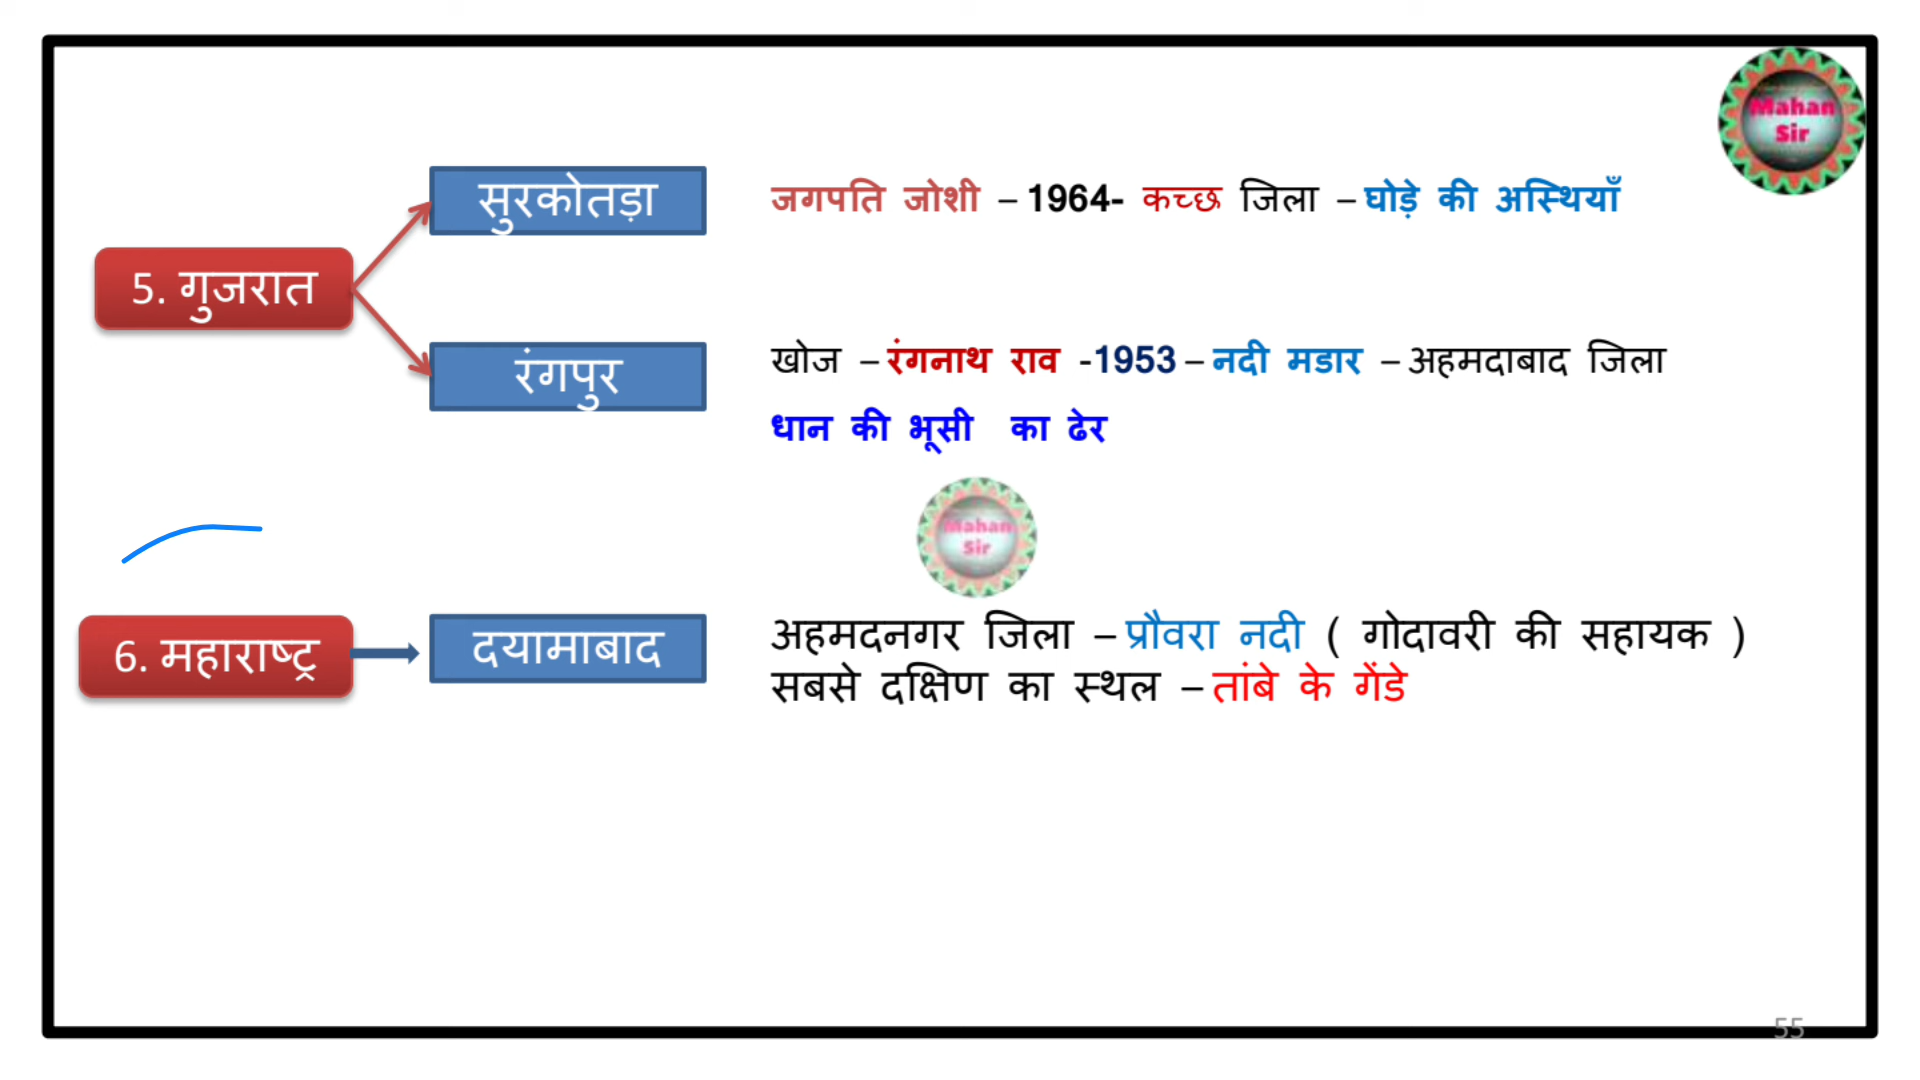 Mahan
Sir
सुरकोतड़ा
जगपति जोशी – 1964- कच्छ जिला – घोड़े की अस्थियाँ
5. गुजरात
रंगपुर
खोज – रंगनाथ राव -1953 – नदी मडार – अहमदाबाद जिला
धान की भूसी का ढेर
Mahan
Sir
6. महाराष्ट्र
दयामाबाद
अहमदनगर जिला – प्रौवरा नदी ( गोदावरी की सहायक )
सबसे दक्षिण का स्थल – तांबे के गेंडे
55